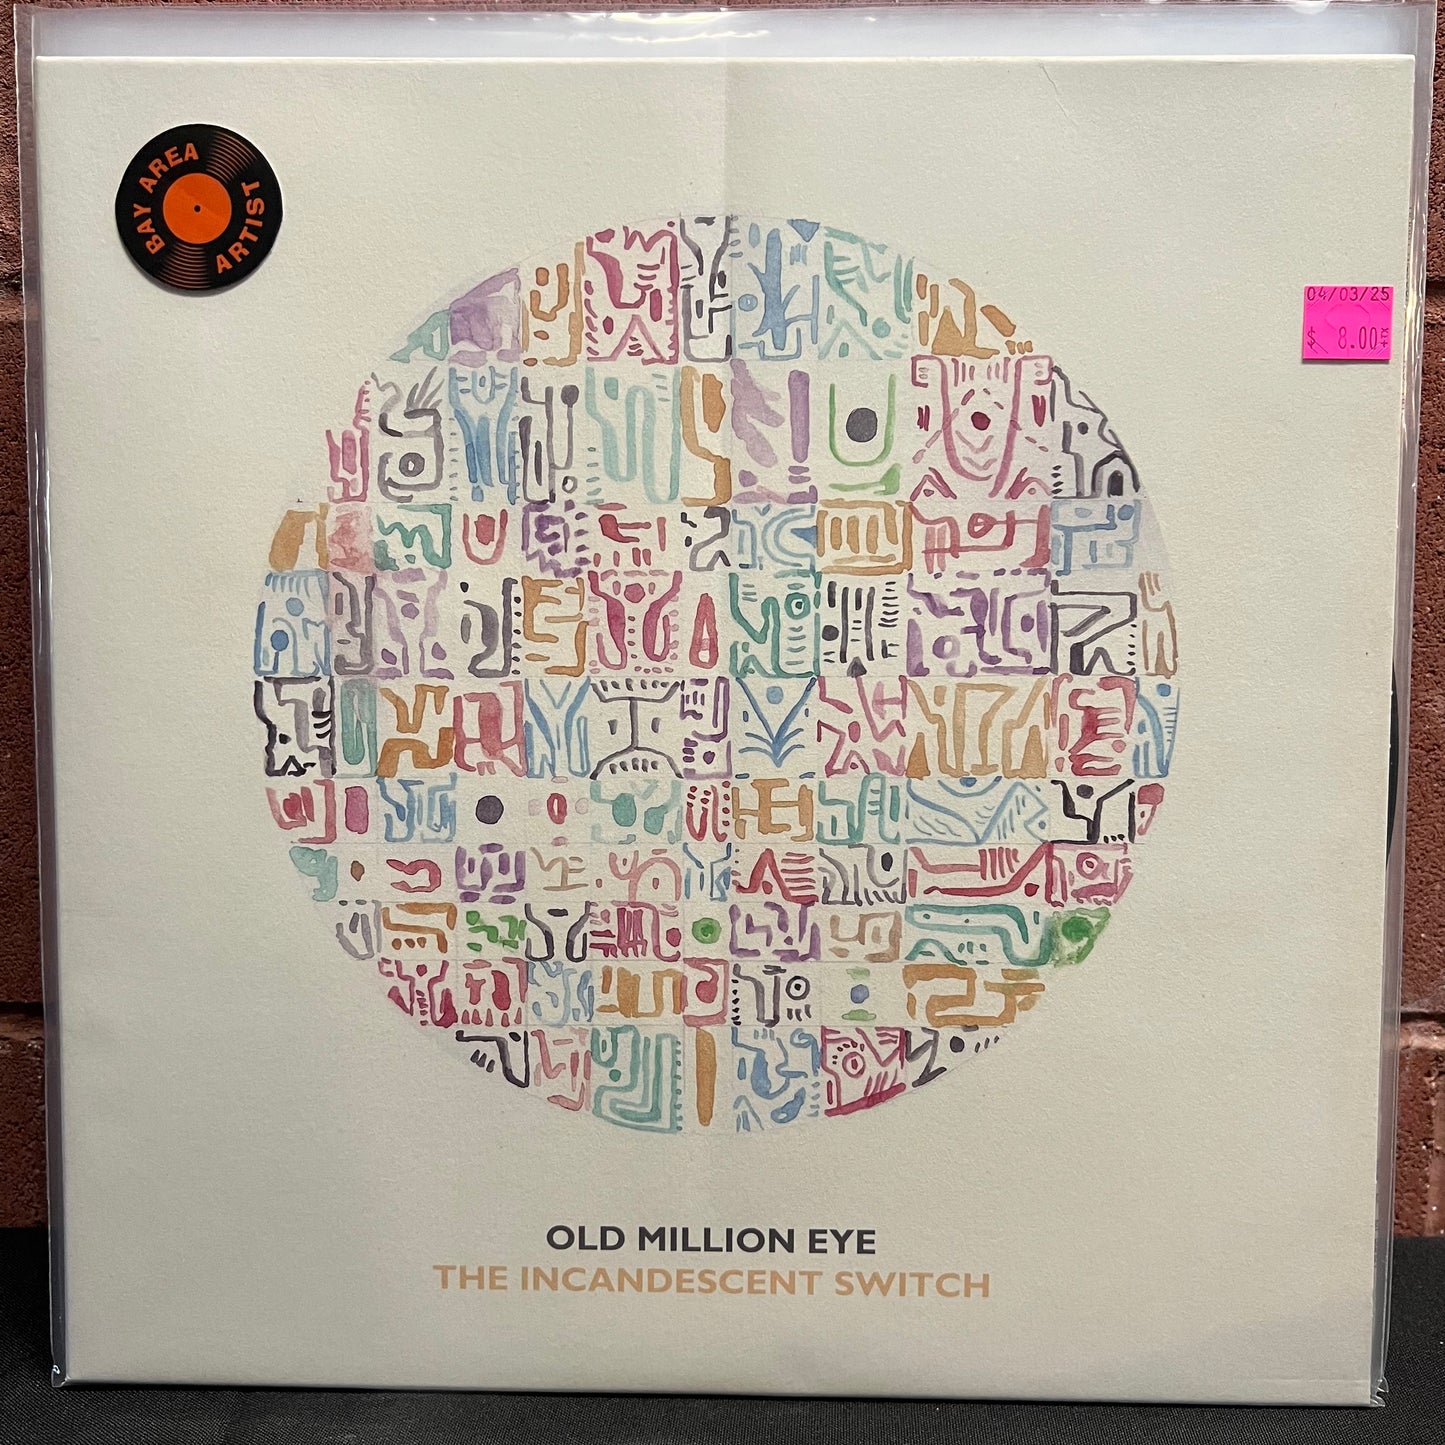 BAY AREA
ARTIST
04/03/25
$ 8.00
OLD MILLION EYE
THE INCANDESCENT SWITCH